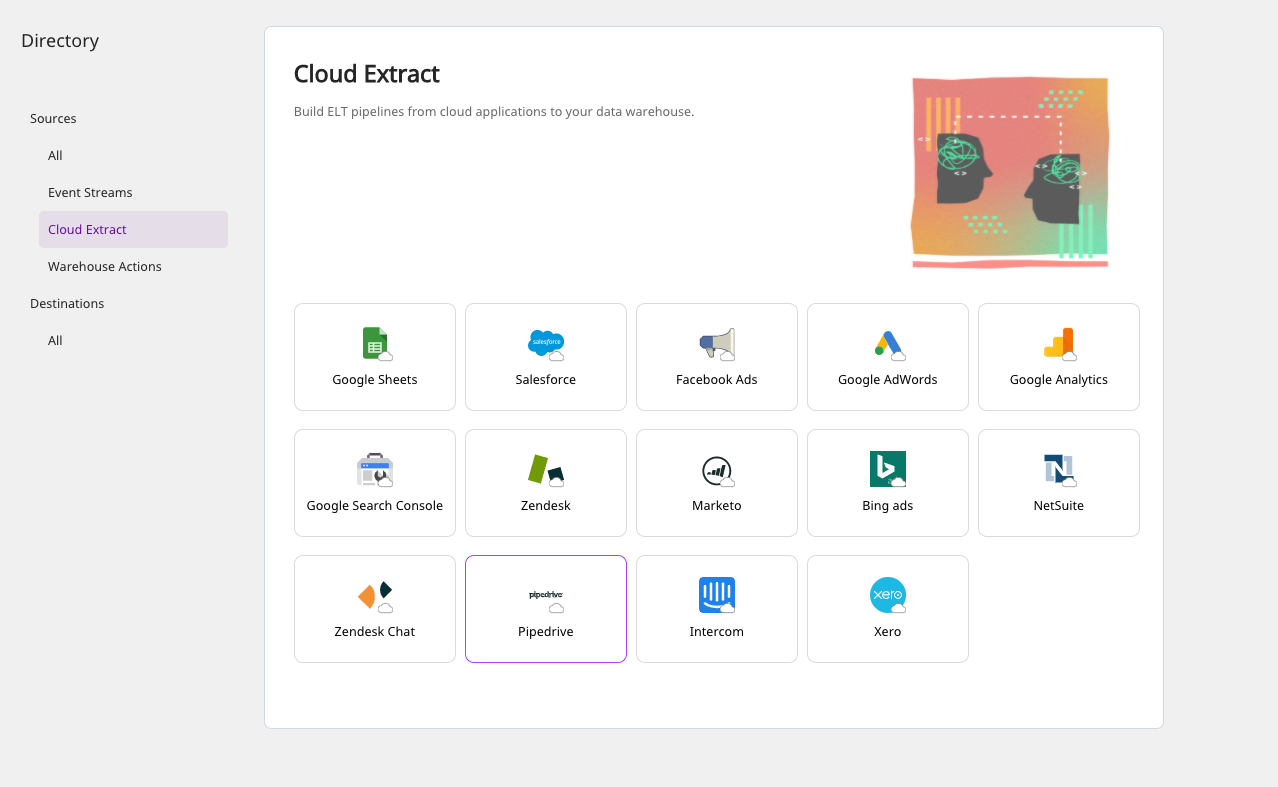 Directory
Sources
All
Event Streams
Cloud Extract
Warehouse Actions
Destinations
All
Cloud Extract
Build ELT pipelines from cloud applications to your data warehouse.
Google Sheets
salesforce
Salesforce
Facebook Ads
Google AdWords
Google Analytics
Google Search Console
Zendesk
Marketo
Bing ads
N
NetSuite
Zendesk Chat
pipedrive
Pipedrive
Intercom
xero
Xero